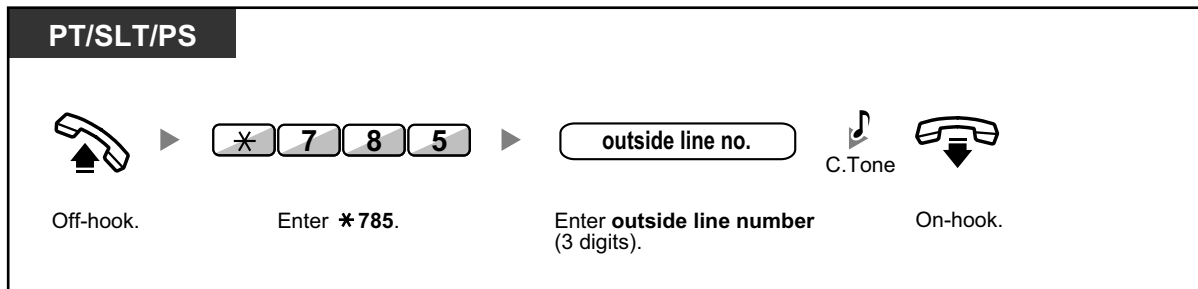 PT/SLT/PS
* 7 8 5
outside line no.
C.Tone
Off-hook.
Enter *785.
Enter outside line number
(3 digits).
On-hook.